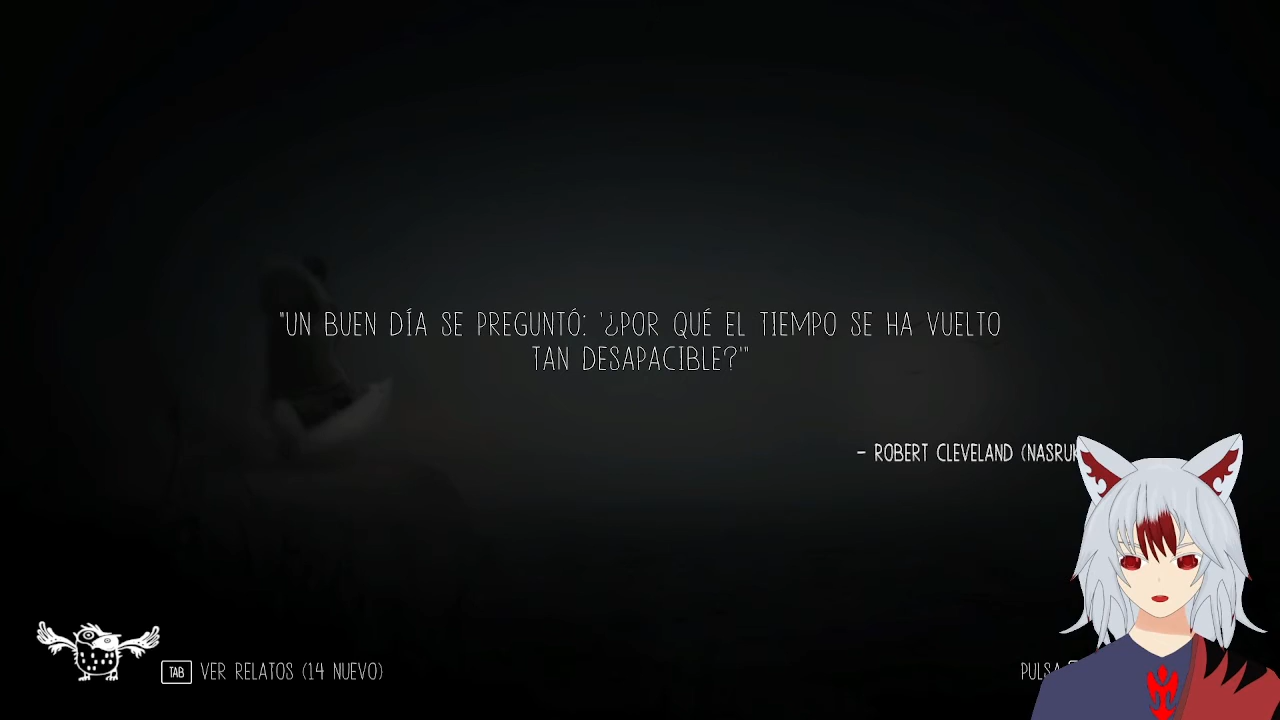 "UN BUEN DÍA SE PREGUNTÓ: '¿POR QUÉ EL TIEMPO SE HA VUELTO
TAN DESAPACIBLE?'"
- ROBERT CLEVELAND
TAB VER RELATOS (14 NUEVO)
PULSA